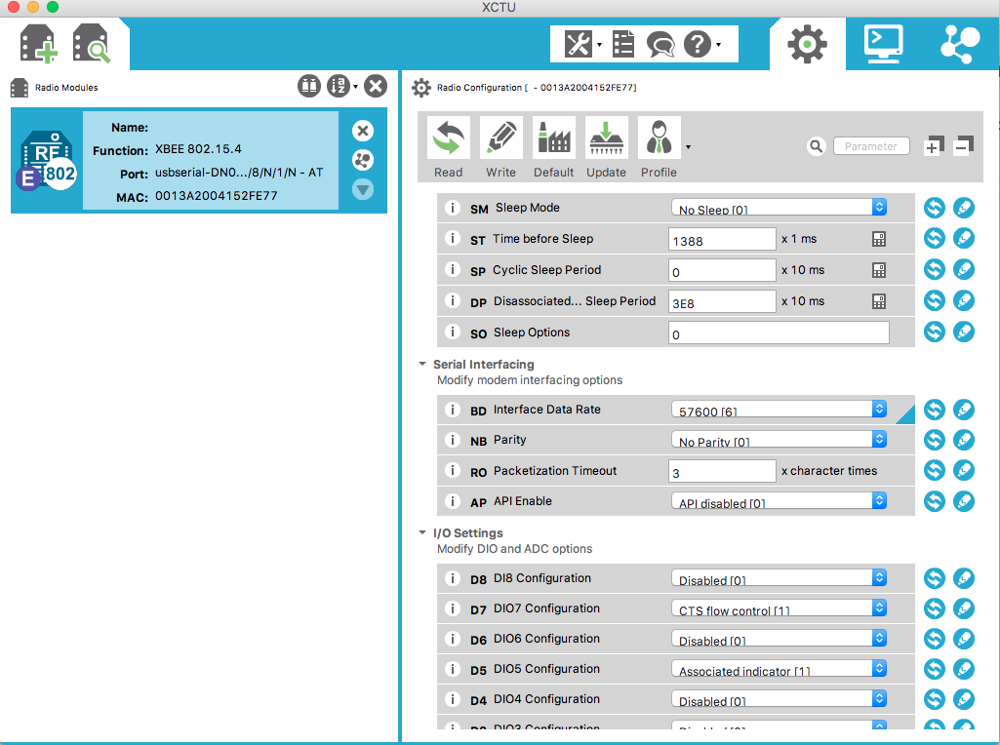 XCTU
Radio Modules
Name:
Function: XBEE 802.15.4
Port: usbserial-DN0.../8/N/1/N - AT
MAC: 0013A2004152FE77
RF
E 802
Radio Configuration [ - 0013A2004152FE77]
Read Write Default Update Profile
Parameter
i SM Sleep Mode No Sleep [0]
i ST Time before Sleep 1388 x 1 ms
i SP Cyclic Sleep Period 0 x 10 ms
i DP Disassociated... Sleep Period 3E8 x 10 ms
i SO Sleep Options 0
Serial Interfacing
Modify modem interfacing options
i BD Interface Data Rate 57600 [6]
i NB Parity No Parity [0]
i RO Packetization Timeout 3 x character times
i AP API Enable API disabled [0]
I/O Settings
Modify DIO and ADC options
i D8 DI8 Configuration Disabled [0]
i D7 DIO7 Configuration CTS flow control [1]
i D6 DIO6 Configuration Disabled [0]
i D5 DIO5 Configuration Associated indicator [1]
i D4 DIO4 Configuration Disabled [0]
i D3 DIO3 Configuration Disabled [0]